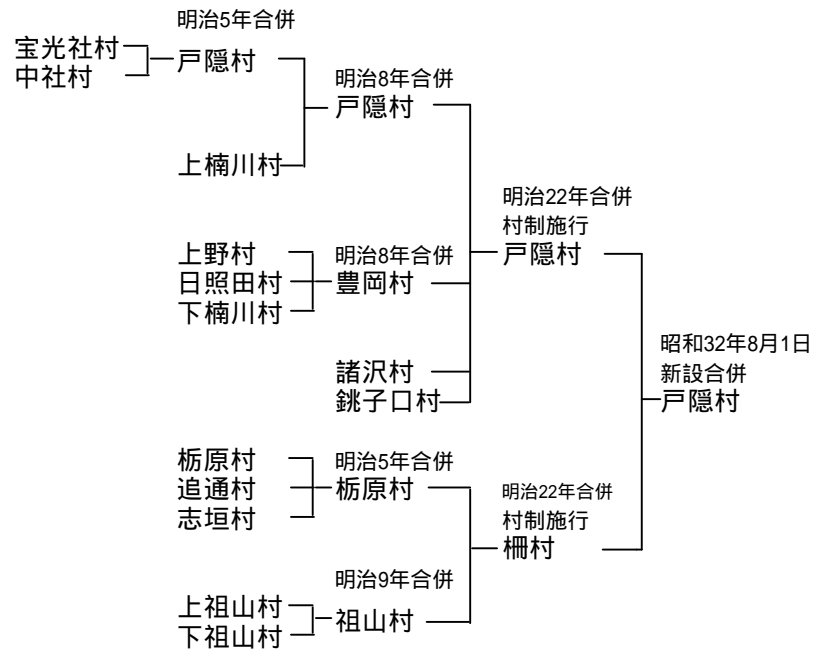 明治5年合併
宝光社村
中社村
戸隠村
明治8年合併
戸隠村
上楠川村
明治22年合併
村制施行
戸隠村
上野村
日照田村
下楠川村
明治8年合併
豊岡村
諸沢村
銚子口村
昭和32年8月1日
新設合併
戸隠村
栃原村
追通村
志垣村
明治5年合併
栃原村
明治22年合併
村制施行
柵村
明治9年合併
上祖山村
下祖山村
祖山村